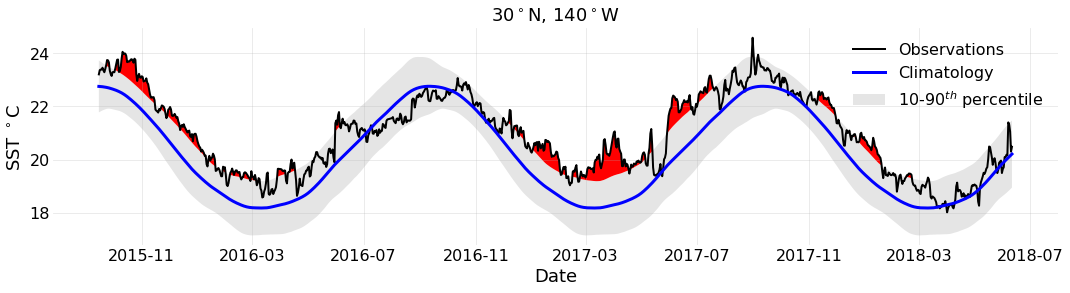 30°N, 140°W
SST °C
24
22
20
18
Observations
Climatology
10-90th percentile
2015-11 2016-03 2016-07 2016-11 2017-03 2017-07 2017-11 2018-03 2018-07
Date